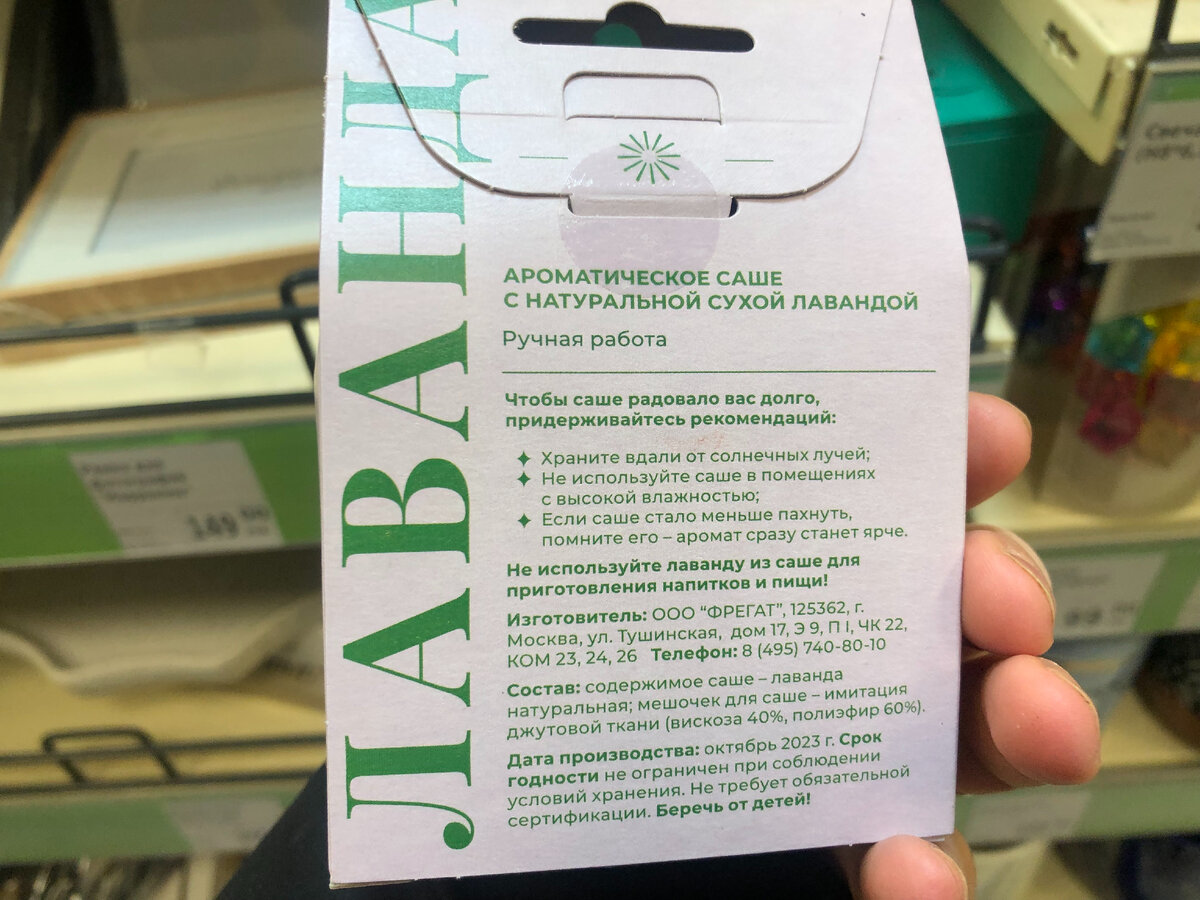 ЛАВАНДА
АРОМАТИЧЕСКОЕ САШЕ
С НАТУРАЛЬНОЙ СУХОЙ ЛАВАНДОЙ
Ручная работа
Чтобы саше радовало вас долго,
придерживайтесь рекомендаций:
Храните вдали от солнечных лучей;
Не используйте саше в помещениях
с высокой влажностью;
Если саше стало меньше пахнуть,
помните его – аромат сразу станет ярче.
Не используйте лаванду из саше для
приготовления напитков и пищи!
Изготовитель: ООО "ФРЕГАТ", 125362, г.
Москва, ул. Тушинская, дом 17, Э 9, П I, ЧК 22,
КОМ 23, 24, 26 Телефон: 8 (495) 740-80-10
Состав: содержимое саше – лаванда
натуральная; мешочек для саше – имитация
джутовой ткани (вискоза 40%, полиэфир 60%).
Дата производства: октябрь 2023 г. Срок
годности не ограничен при соблюдении
условий хранения. Не требует обязательной
сертификации. Беречь от детей!
149